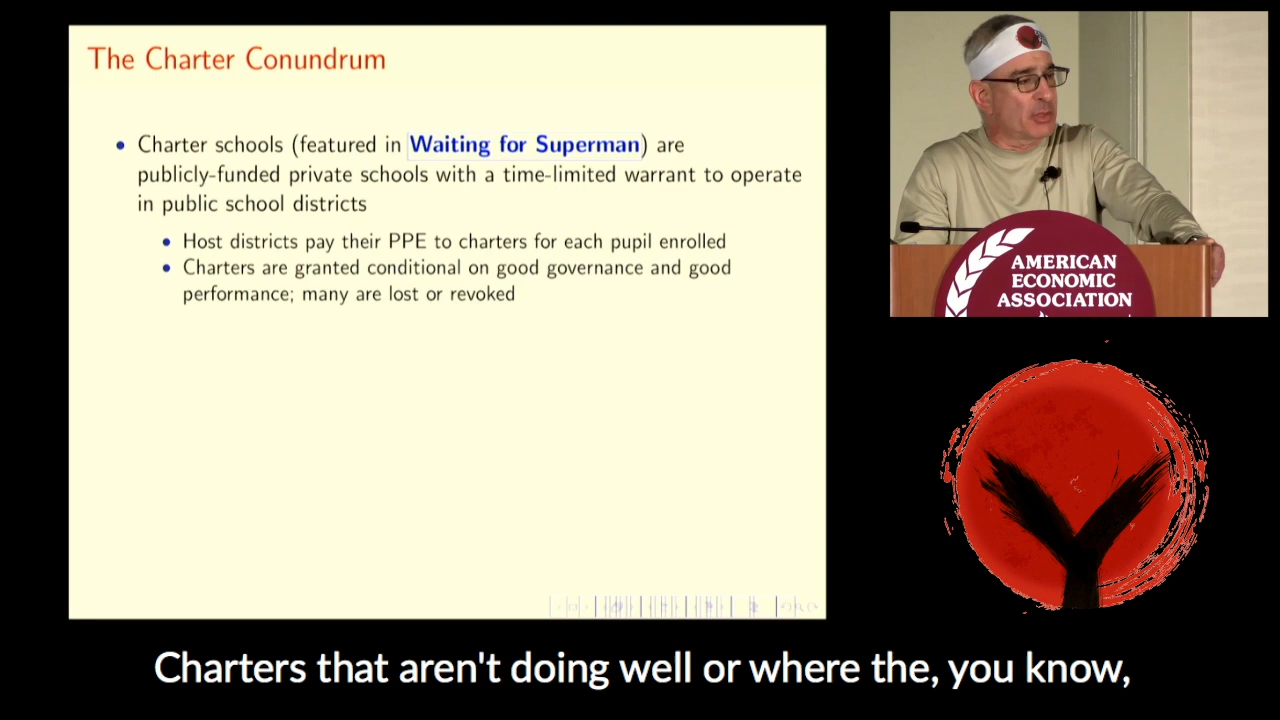 The Charter Conundrum
Charter schools (featured in Waiting for Superman) are
publicly-funded private schools with a time-limited warrant to operate
in public school districts
Host districts pay their PPE to charters for each pupil enrolled
Charters are granted conditional on good governance and good
performance; many are lost or revoked
AMERICAN
ECONOMIC
ASSOCIATION
Charters that aren't doing well or where the, you know,